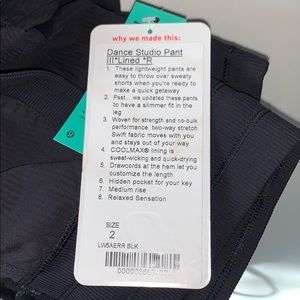 why we made this:
Dance Studio Pant
III*Lined *R
1. These lightweight pants are
easy to throw over sweaty
shorts when you're ready to
make a quick getaway
2. Psst... we updated these pants
to have a slimmer fit in the
leg
3. Woven for strength and no-bulk
performance, two-way stretch
Swift fabric moves with you
and stays out of your way
4. COOLMAX® lining is
sweat-wicking and quick-drying
5. Drawcords at the hem let you
customize the length
6. Hidden pocket for your key
7. Medium rise
8. Relaxed Sensation
SIZE
2
LW5AERR BLK